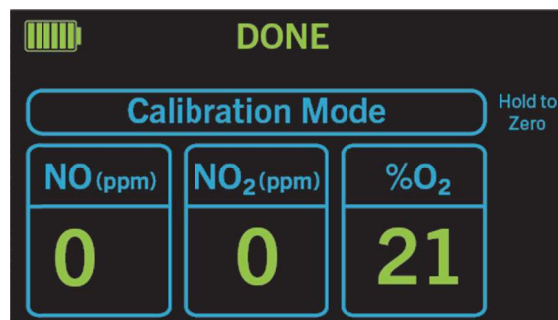 DONE
Calibration Mode
Hold to
Zero
NO (ppm) NO₂ (ppm) %O₂
0 0 21